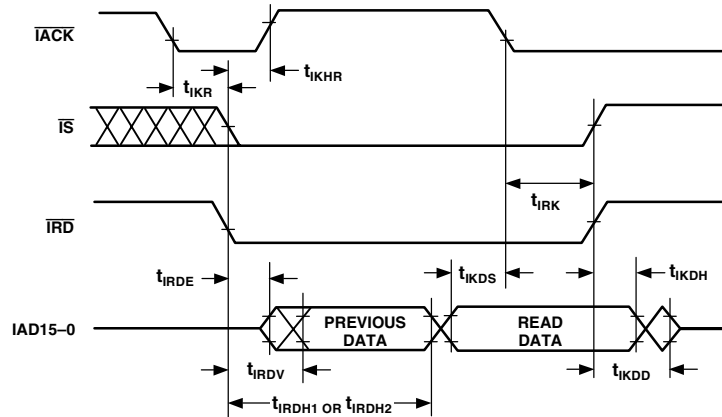 IACK
tIKR
tIKHR
IS
tIRK
IRD
tIRDE
tIKDS
tIKDH
IAD15–0
PREVIOUS
DATA
READ
DATA
tIRDV
tIKDD
tIRDH1 OR tIRDH2